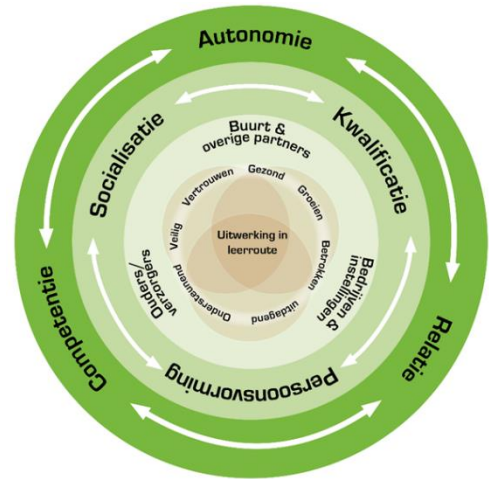 Autonomie
Socialisatie
Kwalificatie
Buurt &
overige partners
Vertrouwen
Gezond
Groeien
Veilig
Uitwerking in
leerroute
Betrokken
Ouders/
verzorgers
Ondersteunend
uitdagend
Bedrijven &
instellingen
Competentie
Persoonsvorming
Relatie